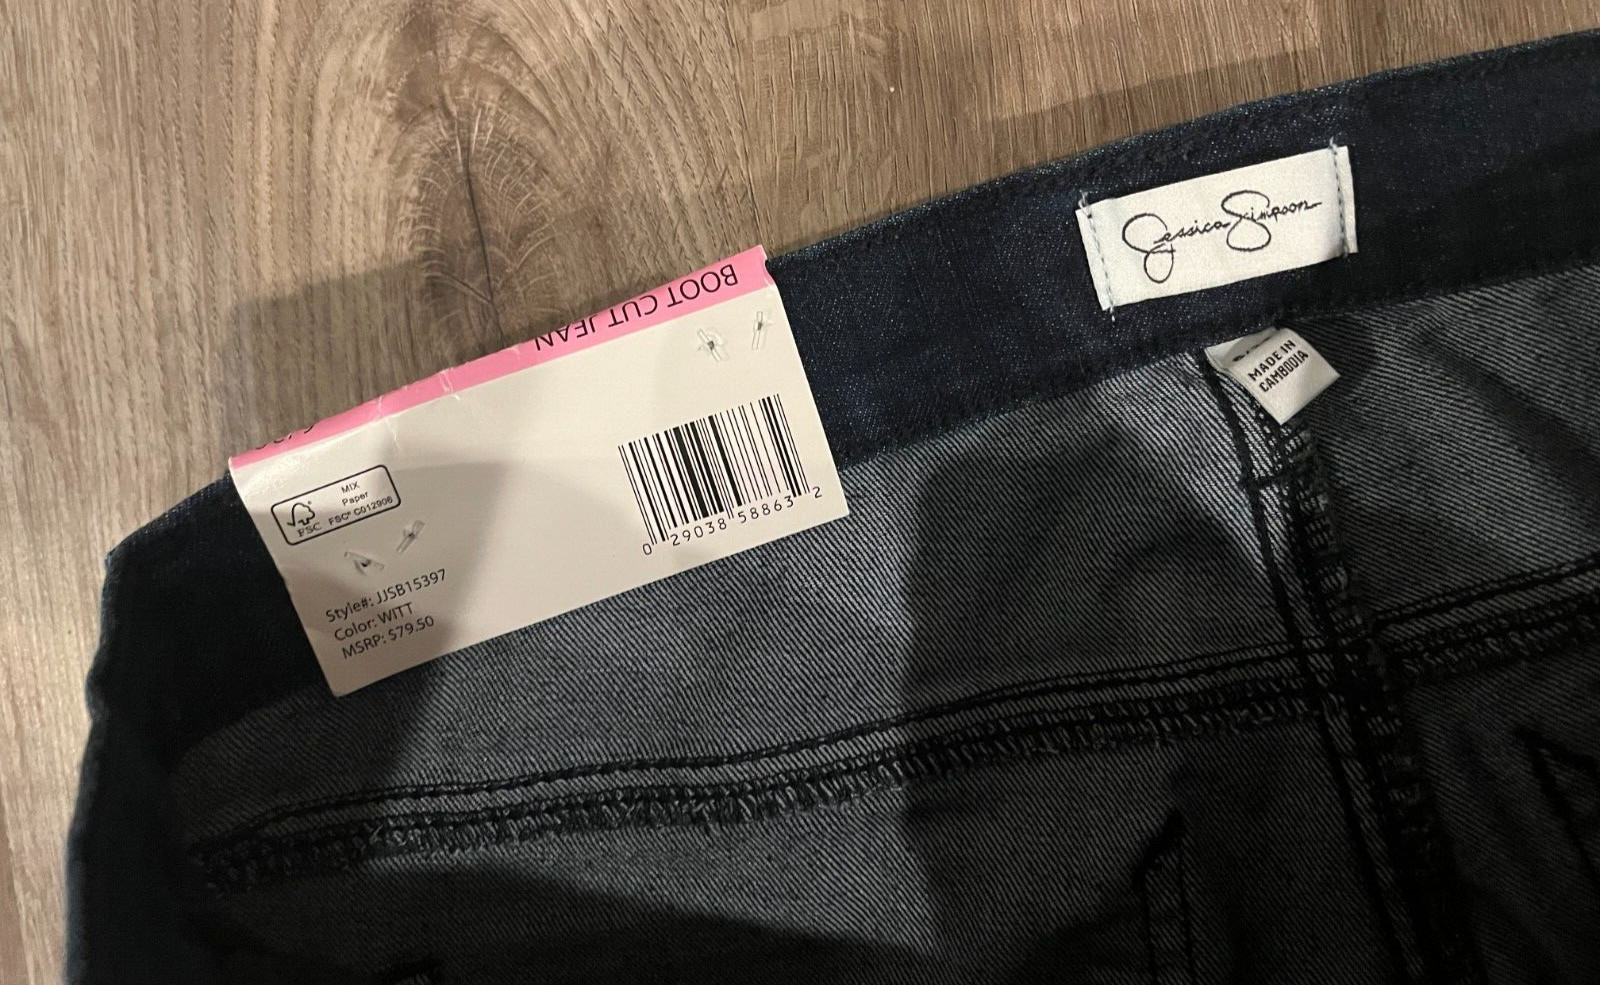 BOOT CUT JEAN
MIX
Paper
FSC® C012906
FSC
0 29038 58863 2
Style#: JJSB15397
Color: WITT
MSRP: $79.50
Jessica Simpson
MADE IN
CAMBODIA